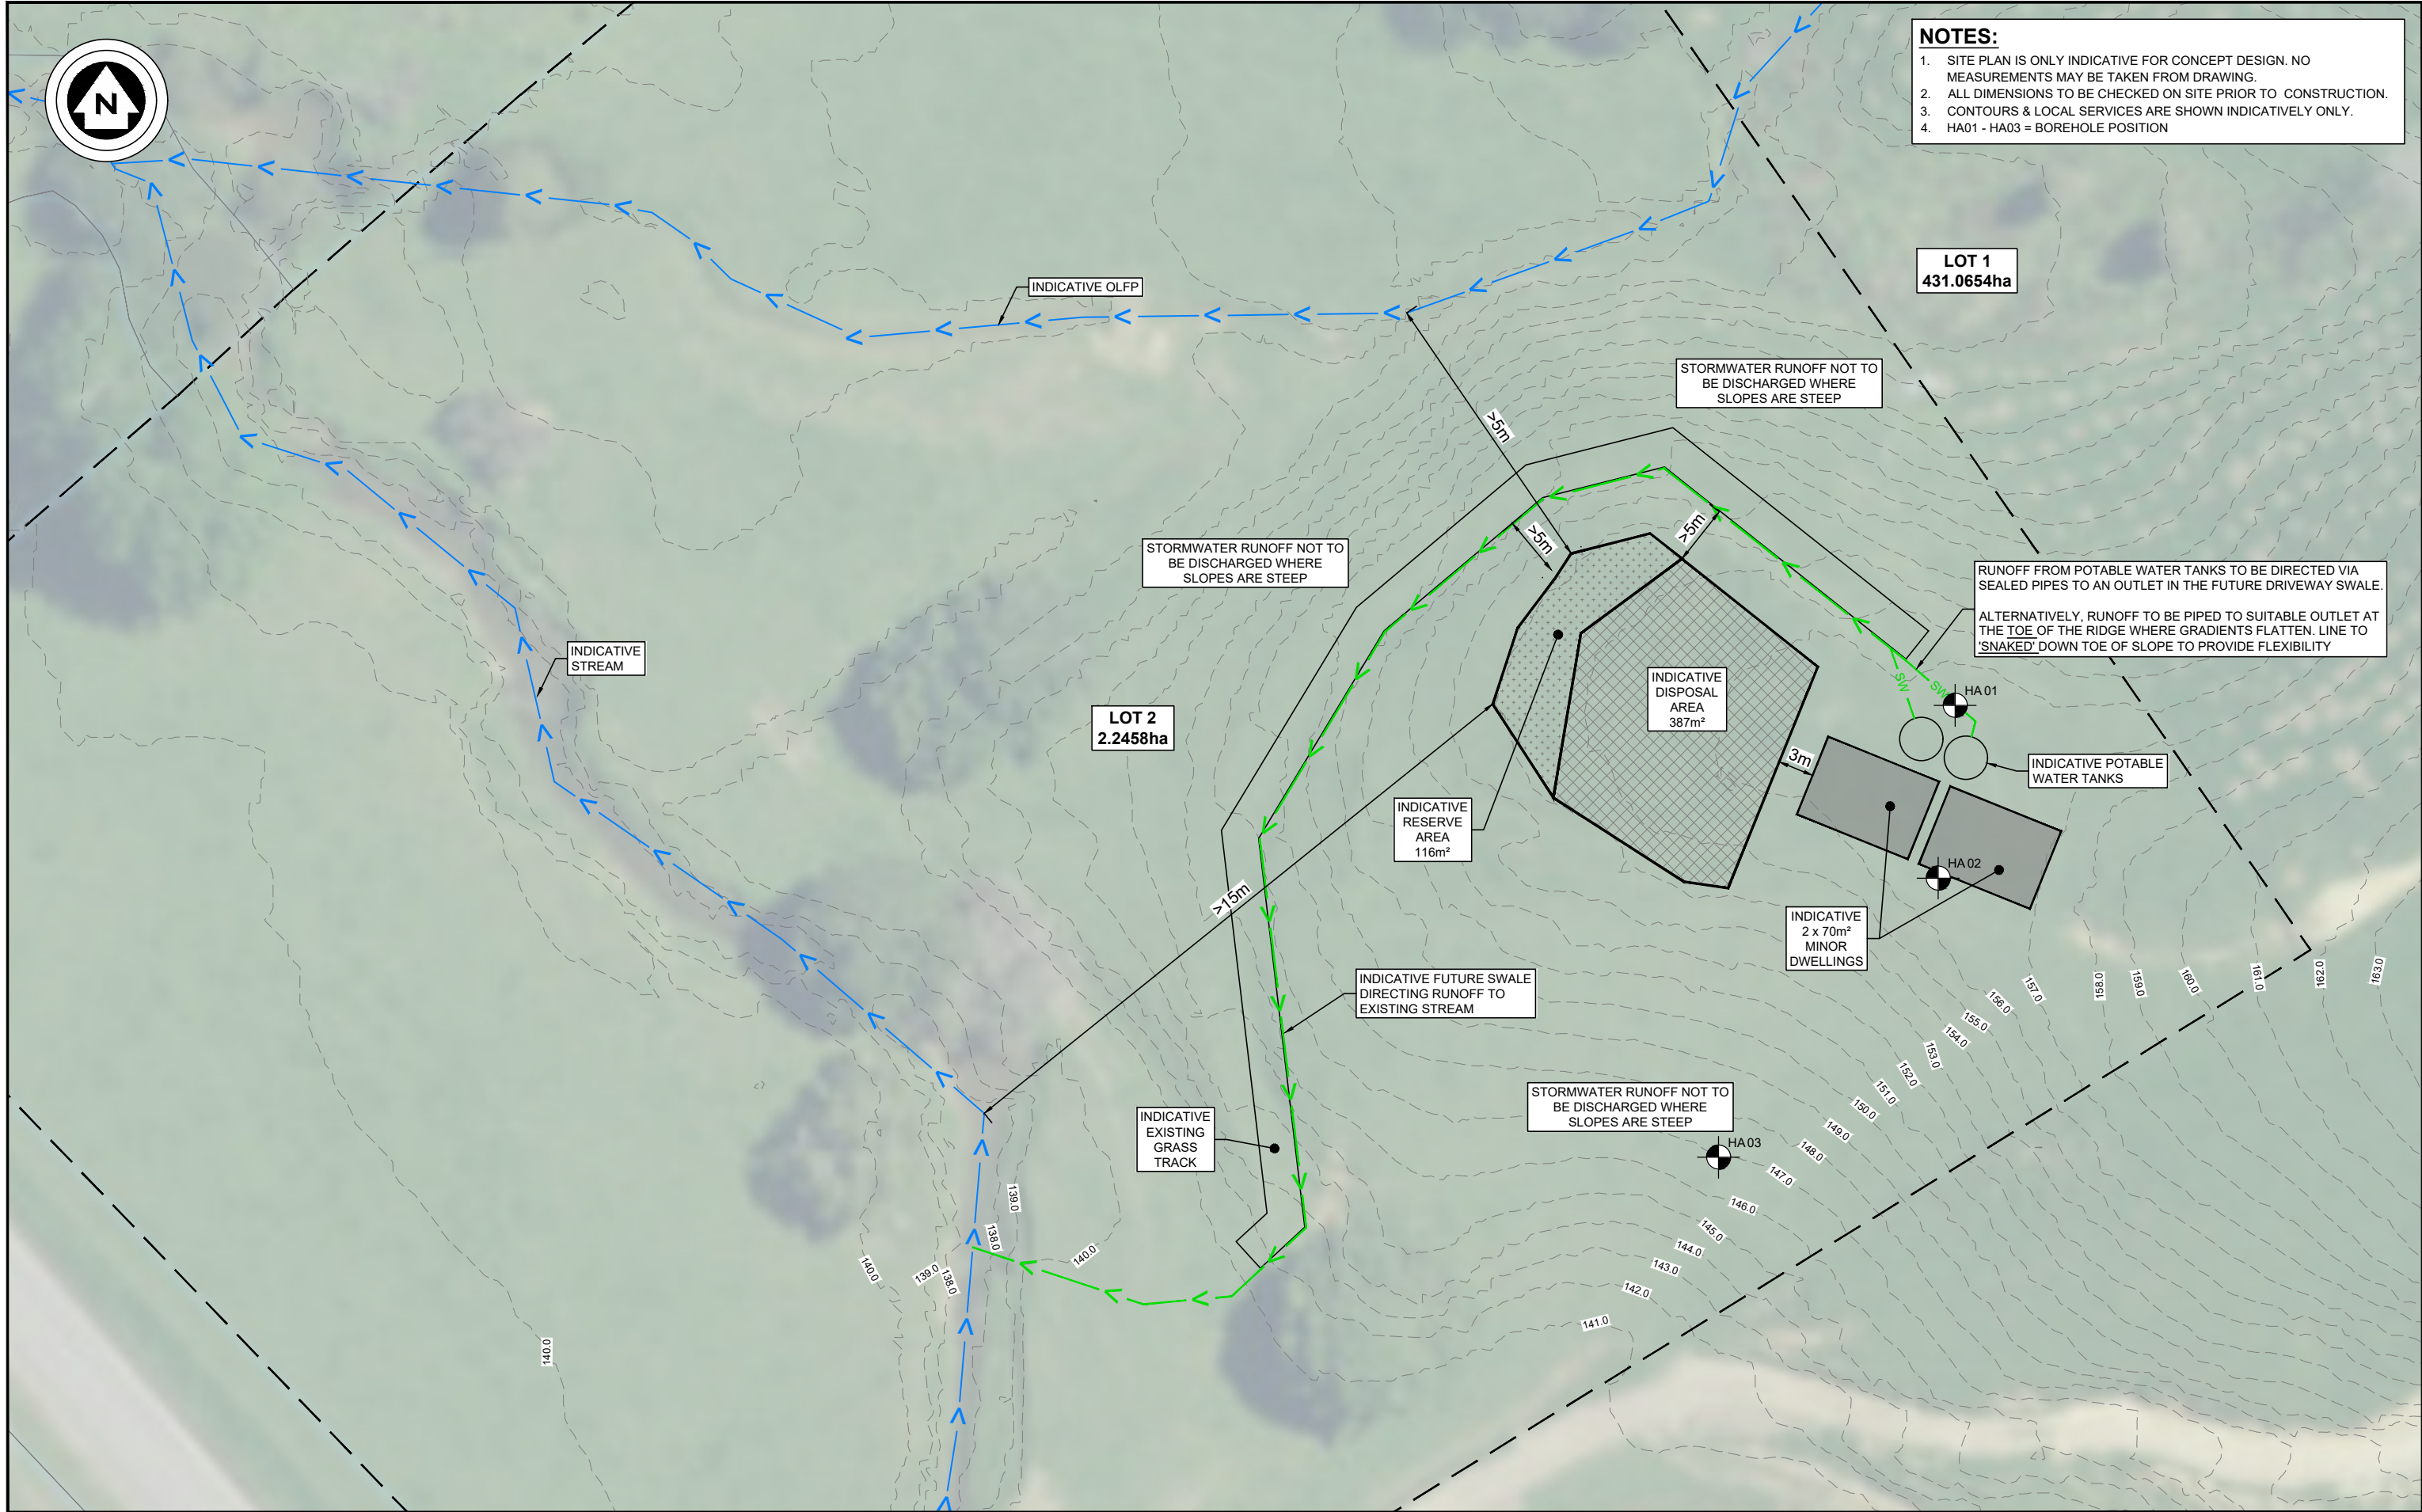 N
NOTES:
1. SITE PLAN IS ONLY INDICATIVE FOR CONCEPT DESIGN. NO
MEASUREMENTS MAY BE TAKEN FROM DRAWING.
2. ALL DIMENSIONS TO BE CHECKED ON SITE PRIOR TO CONSTRUCTION.
3. CONTOURS & LOCAL SERVICES ARE SHOWN INDICATIVELY ONLY.
4. HA01 - HA03 = BOREHOLE POSITION
LOT 1
431.0654ha
INDICATIVE OLFP
STORMWATER RUNOFF NOT TO
BE DISCHARGED WHERE
SLOPES ARE STEEP
>5m
>5m
>5m
STORMWATER RUNOFF NOT TO
BE DISCHARGED WHERE
SLOPES ARE STEEP
RUNOFF FROM POTABLE WATER TANKS TO BE DIRECTED VIA
SEALED PIPES TO AN OUTLET IN THE FUTURE DRIVEWAY SWALE.
ALTERNATIVELY, RUNOFF TO BE PIPED TO SUITABLE OUTLET AT
THE TOE OF THE RIDGE WHERE GRADIENTS FLATTEN. LINE TO
'SNAKED' DOWN TOE OF SLOPE TO PROVIDE FLEXIBILITY
INDICATIVE
STREAM
SW
SW
HA 01
INDICATIVE
DISPOSAL
AREA
387m²
LOT 2
2.2458ha
3m
INDICATIVE POTABLE
WATER TANKS
INDICATIVE
RESERVE
AREA
116m²
HA 02
>15m
INDICATIVE
2 x 70m²
MINOR
DWELLINGS
INDICATIVE FUTURE SWALE
DIRECTING RUNOFF TO
EXISTING STREAM
163.0
162.0
161.0
160.0
159.0
158.0
157.0
156.0
155.0
154.0
153.0
152.0
151.0
150.0
149.0
148.0
147.0
146.0
145.0
144.0
143.0
142.0
141.0
STORMWATER RUNOFF NOT TO
BE DISCHARGED WHERE
SLOPES ARE STEEP
HA 03
INDICATIVE
EXISTING
GRASS
TRACK
139.0
138.0
140.0
140.0
139.0
138.0
140.0